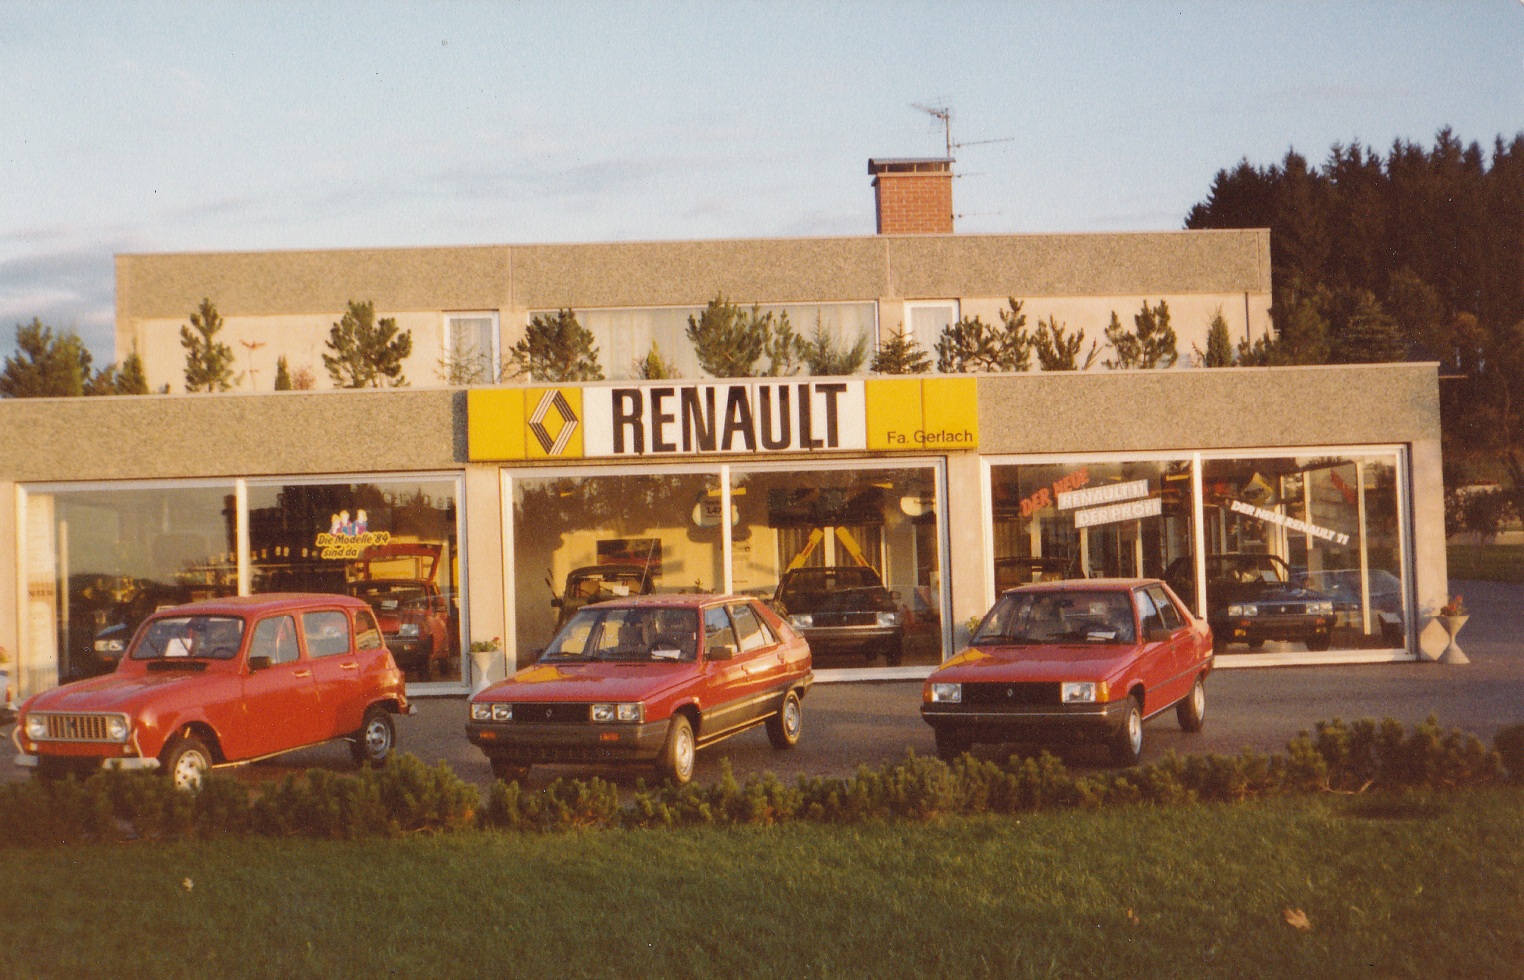 RENAULT
Fa. Gerlach
Die Modelle '84
sind da
DER NEUE
RENAULT 11
DER PROFI
DER NEUE RENAULT 11